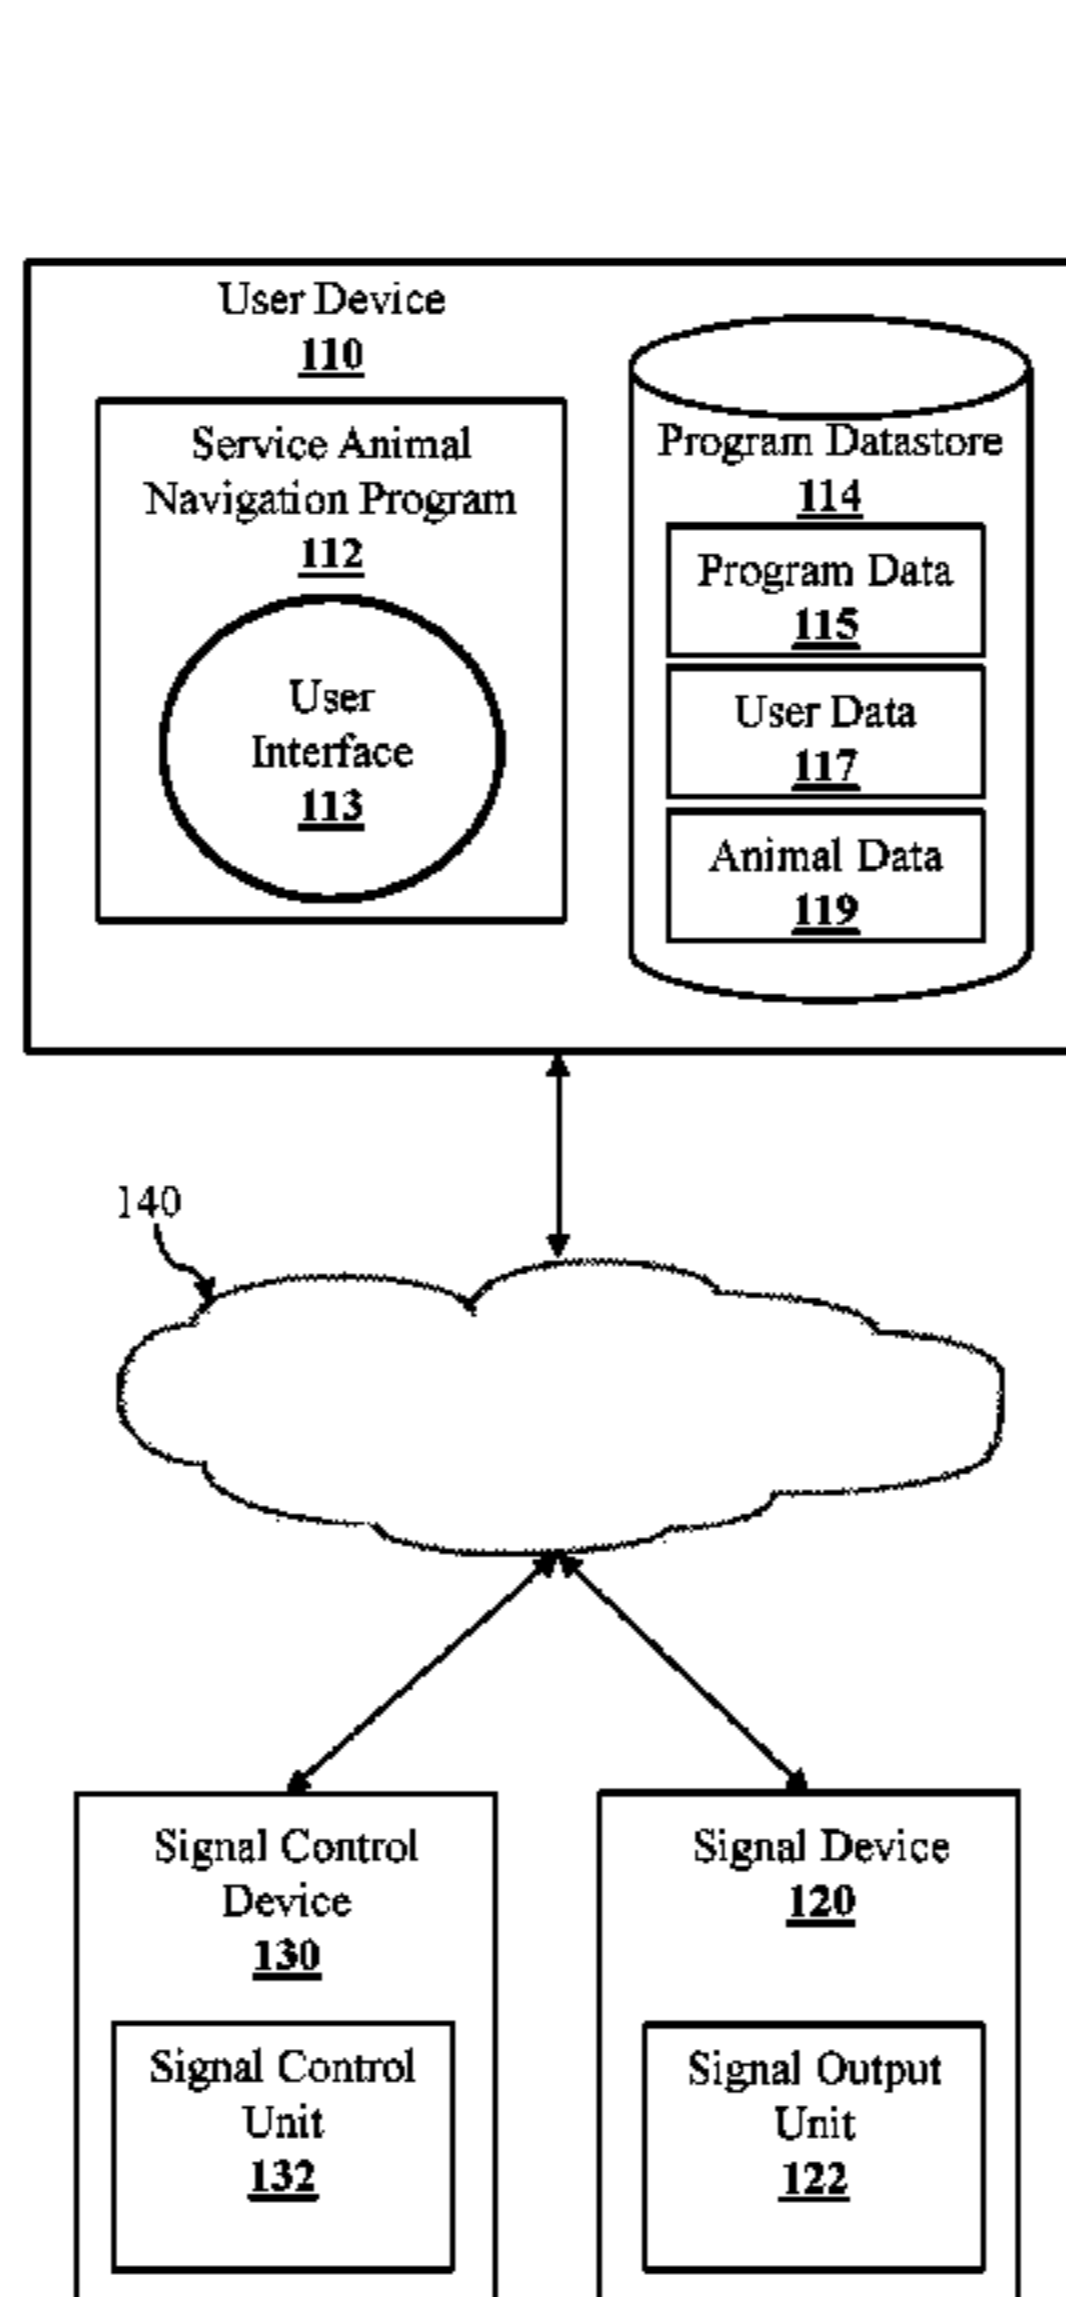 User Device
110
Service Animal
Navigation Program
112
User
Interface
113
Program Datastore
114
Program Data
115
User Data
117
Animal Data
119
140
Signal Control
Device
130
Signal Control
Unit
132
Signal Device
120
Signal Output
Unit
122